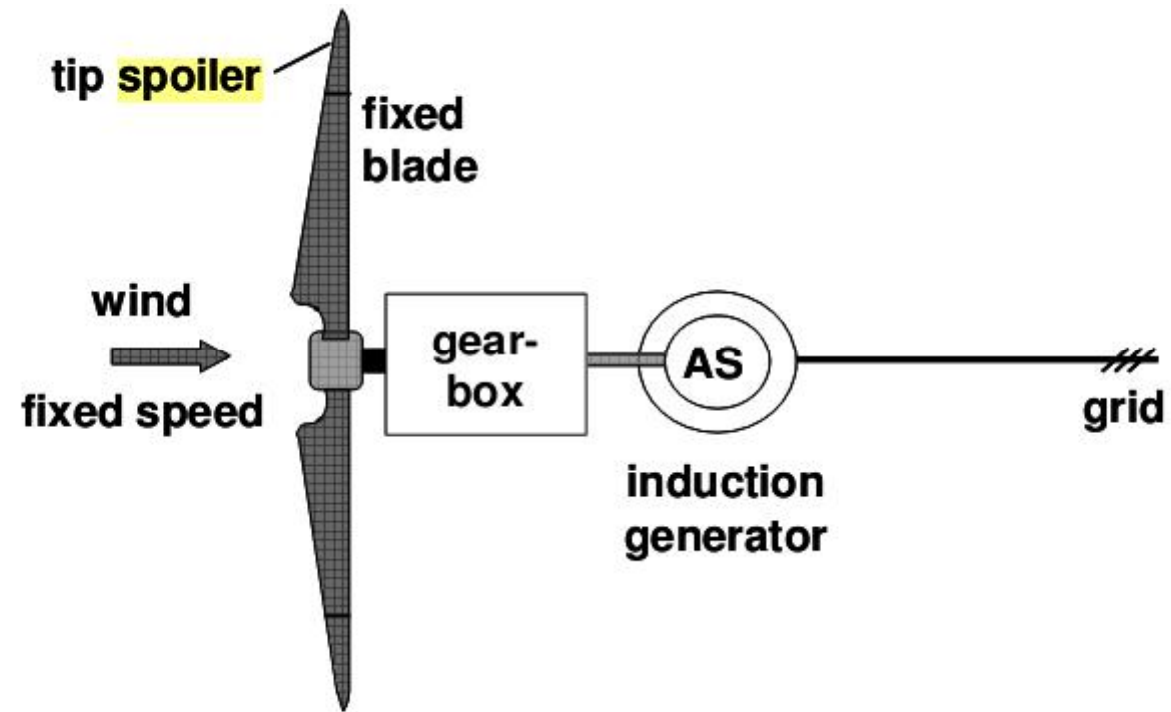 tip spoiler
fixed
blade
wind
fixed speed
gear-
box
AS
induction
generator
grid